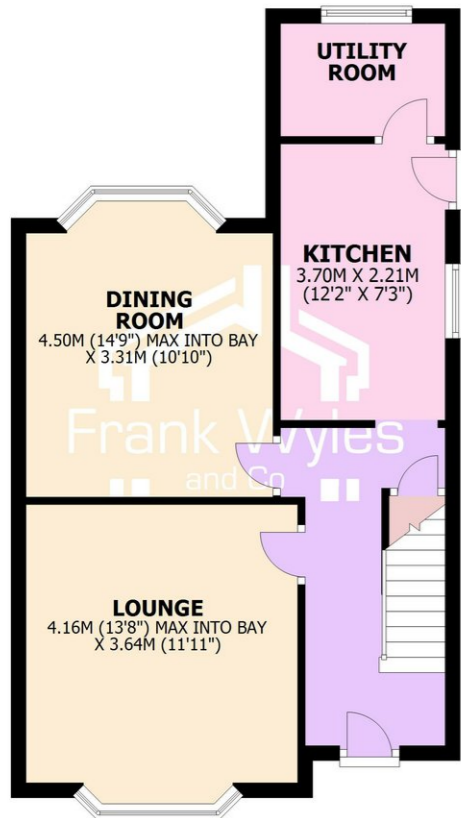 UTILITY
ROOM
KITCHEN
3.70M X 2.21M
(12'2" X 7'3")
DINING
ROOM
4.50M (14'9") MAX INTO BAY
X 3.31M (10'10")
Frank Wyles
and Co
LOUNGE
4.16M (13'8") MAX INTO BAY
X 3.64M (11'11")